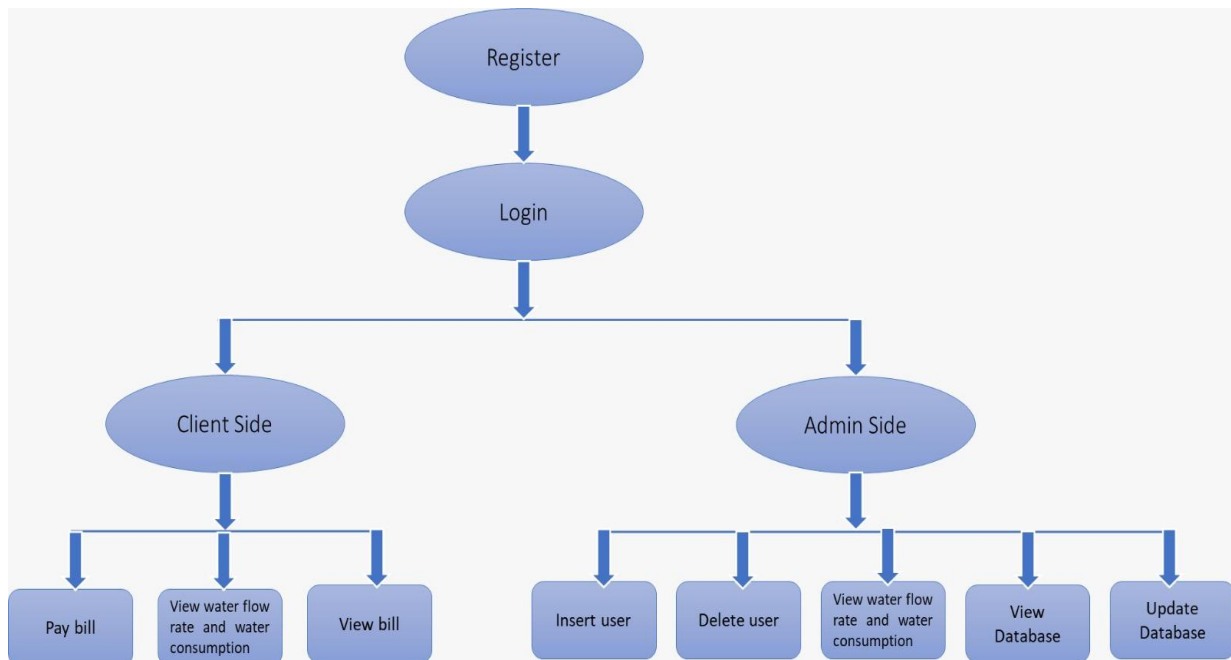 Register
Login
Client Side
Admin Side
Pay bill
View water flow
rate and water
consumption
View bill
Insert user
Delete user
View water flow
rate and water
consumption
View
Database
Update
Database